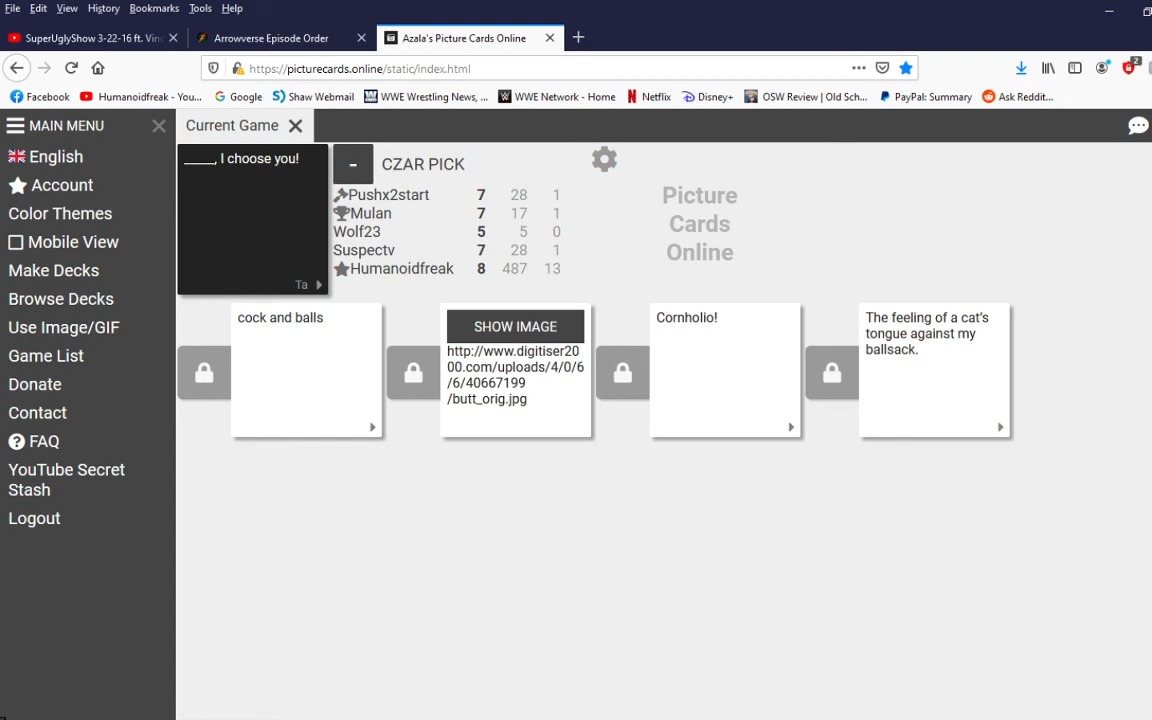 File Edit View History Bookmarks Tools Help
SuperUglyShow 3-22-16 ft. Vinc
Arrowverse Episode Order
Azala's Picture Cards Online
https://picturecards.online/static/index.html
2
Facebook
Humanoidfreak - You...
Google
Shaw Webmail
WWE Wrestling News, ...
WWE Network - Home
Netflix
Disney+
OSW Review | Old Sch...
PayPal: Summary
Ask Reddit...
MAIN MENU
English
Account
Color Themes
Mobile View
Make Decks
Browse Decks
Use Image/GIF
Game List
Donate
Contact
FAQ
YouTube Secret
Stash
Logout
Current Game
_____, I choose you!
Ta
-
CZAR PICK
Pushx2start 7 28 1
Mulan 7 17 1
Wolf23 5 5 0
Suspectv 7 28 1
Humanoidfreak 8 487 13
Picture
Cards
Online
cock and balls
SHOW IMAGE
http://www.digitiser20
00.com/uploads/4/0/6
/6/40667199
/butt_orig.jpg
Cornholio!
The feeling of a cat's
tongue against my
ballsack.